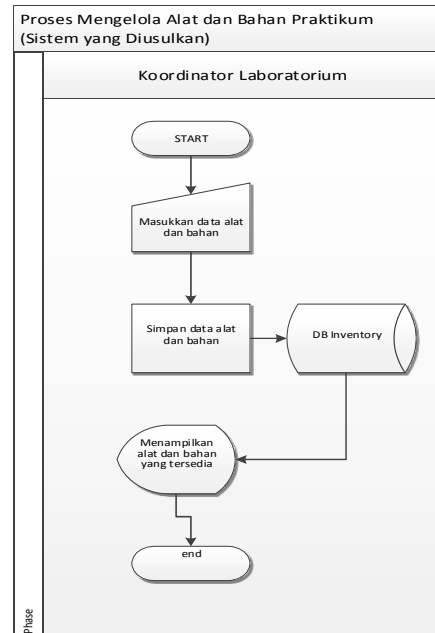 Proses Mengelola Alat dan Bahan Praktikum
(Sistem yang Diusulkan)
Koordinator Laboratorium
START
Masukkan data alat
dan bahan
Simpan data alat
dan bahan
DB Inventory
Menampilkan
alat dan bahan
yang tersedia
end
Phase